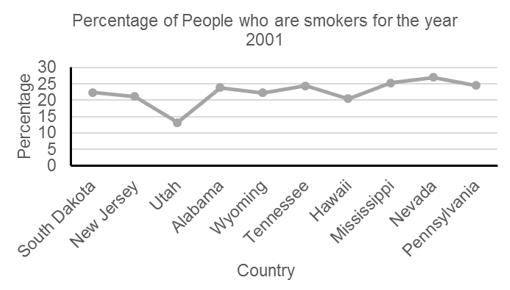 Percentage of People who are smokers for the year
2001
Percentage
30
25
20
15
10
5
0
South Dakota
New Jersey
Utah
Alabama
Wyoming
Tennessee
Hawaii
Mississippi
Nevada
Pennsylvania
Country